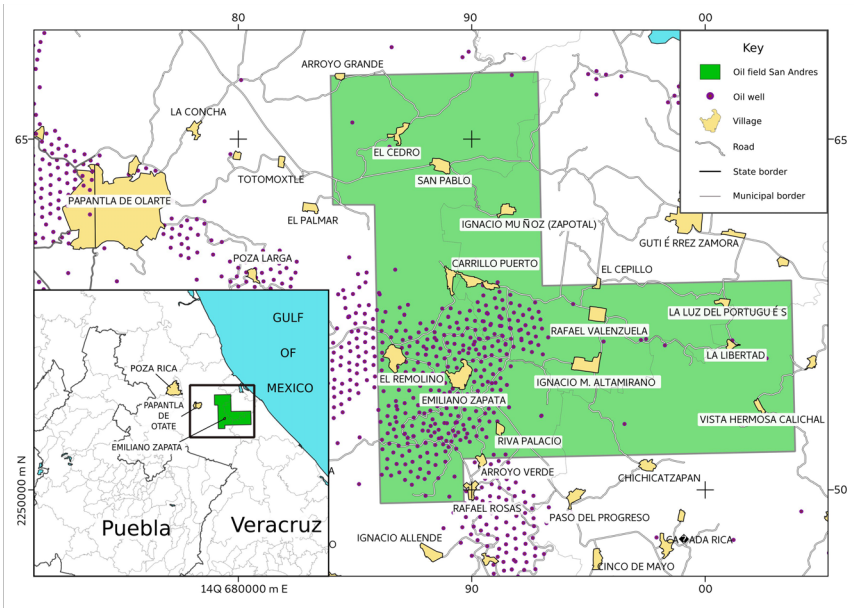 80
90
00
ARROYO GRANDE
Key
Oil field San Andres
Oil well
Village
Road
State border
Municipal border
LA CONCHA
65
65
EL CEDRO
TOTOMOXTLE
SAN PABLO
PAPANTLA DE OLARTE
EL PALMAR
IGNACIO MU Ñ OZ (ZAPOTAL)
GUTI É RREZ ZAMORA
POZA LARGA
CARRILLO PUERTO
EL CEPILLO
LA LUZ DEL PORTUGU É S
RAFAEL VALENZUELA
LA LIBERTAD
EL REMOLINO
IGNACIO M. ALTAMIRANO
EMILIANO ZAPATA
VISTA HERMOSA CALICHAL
RIVA PALACIO
ARROYO VERDE
CHICHICATZAPAN
RAFAEL ROSAS
PASO DEL PROGRESO
IGNACIO ALLENDE
CA�ADA RICA
CINCO DE MAYO
GULF
OF
MEXICO
POZA RICA
PAPANTLA
DE
OTATE
EMILIANO ZAPATA
Puebla
Veracruz
2250000 m N
50
14Q 680000 m E
90
00